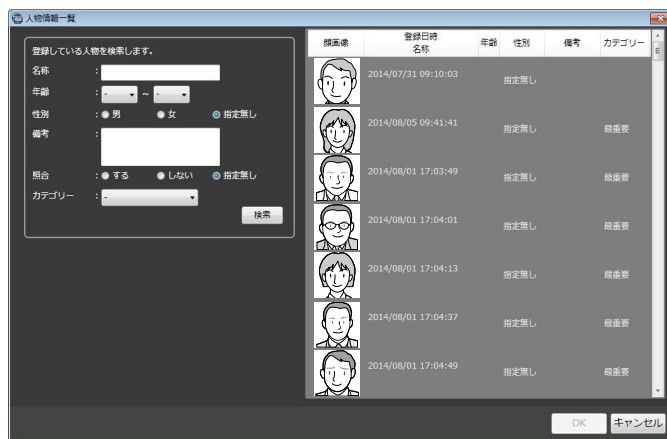 人物情報一覧
登録している人物を検索します。
名称 :
年齢 : - ~ -
性別 : 男 女 指定無し
備考 :
照合 : する しない 指定無し
カテゴリー : -
検索
顔画像 登録日時 名称 年齢 性別 備考 カテゴリー
2014/07/31 09:10:03
指定無し
2014/08/05 09:41:41
指定無し 最重要
2014/08/01 17:03:49
指定無し 最重要
2014/08/01 17:04:01
指定無し 最重要
2014/08/01 17:04:13
指定無し 最重要
2014/08/01 17:04:37
指定無し 最重要
2014/08/01 17:04:49
指定無し 最重要
OK キャンセル